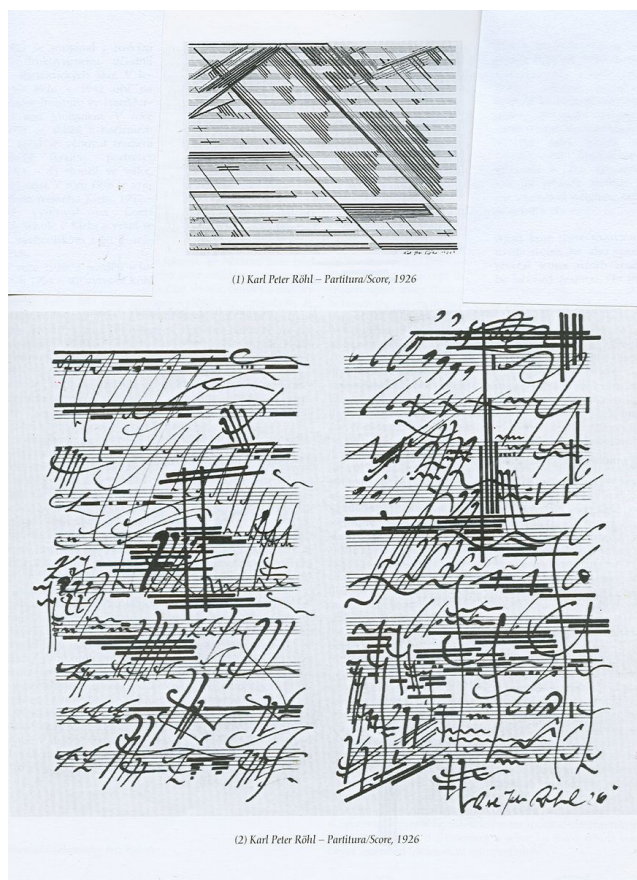 (1) Karl Peter Röhl – Partitura/Score, 1926
(2) Karl Peter Röhl – Partitura/Score, 1926